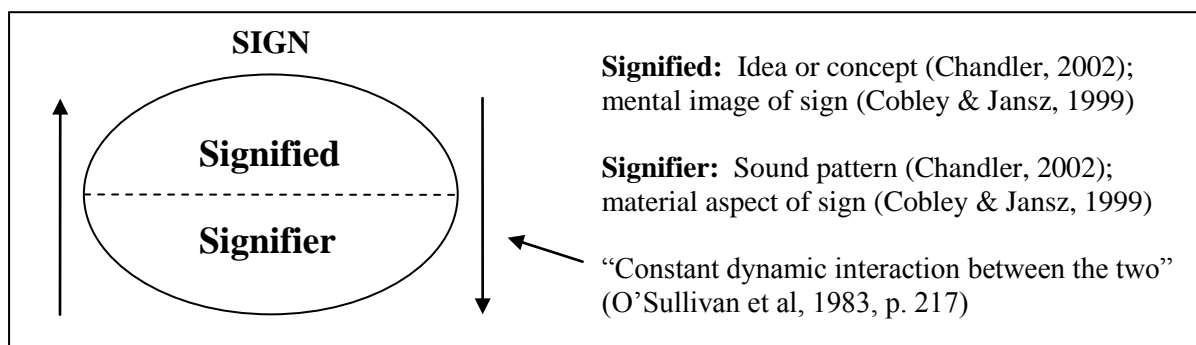 SIGN
Signified
Signifier
Signified: Idea or concept (Chandler, 2002);
mental image of sign (Cobley & Jansz, 1999)
Signifier: Sound pattern (Chandler, 2002);
material aspect of sign (Cobley & Jansz, 1999)
“Constant dynamic interaction between the two”
(O’Sullivan et al, 1983, p. 217)